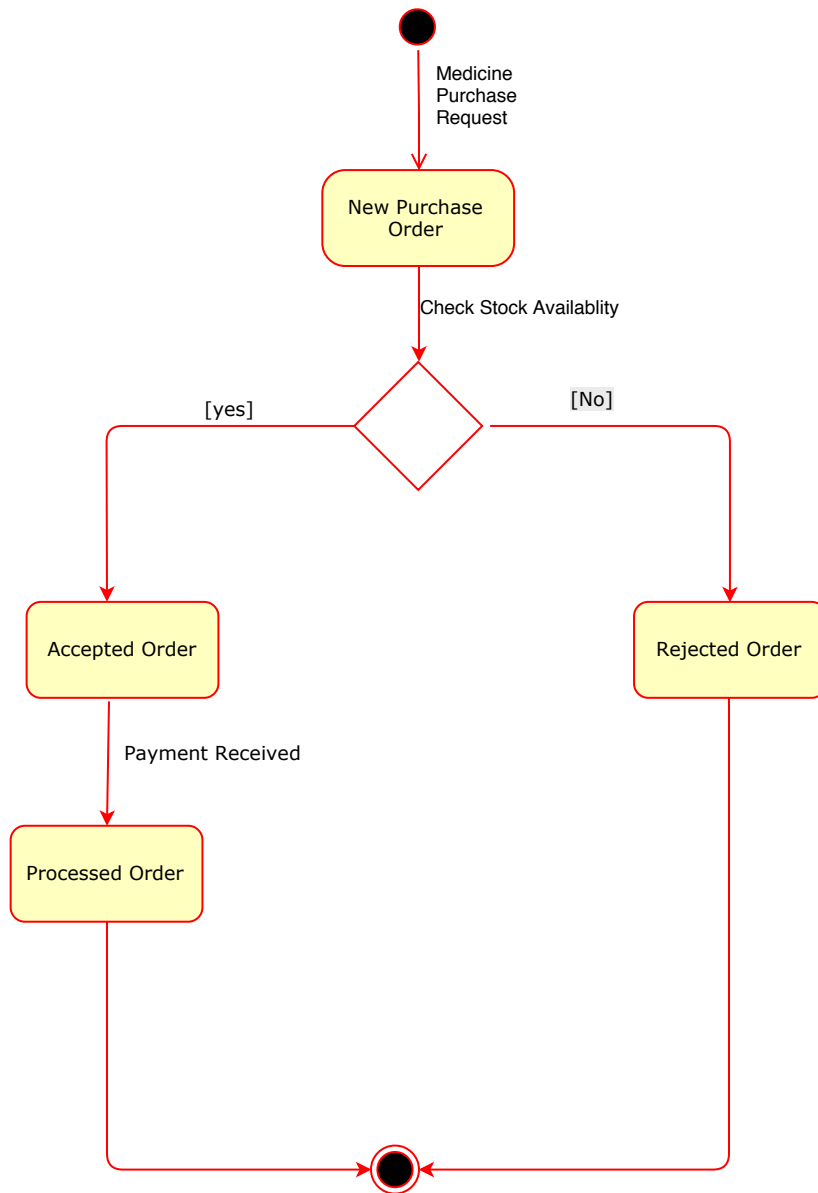 Medicine
Purchase
Request
New Purchase
Order
Check Stock Availablity
[yes]
[No]
Accepted Order
Rejected Order
Payment Received
Processed Order